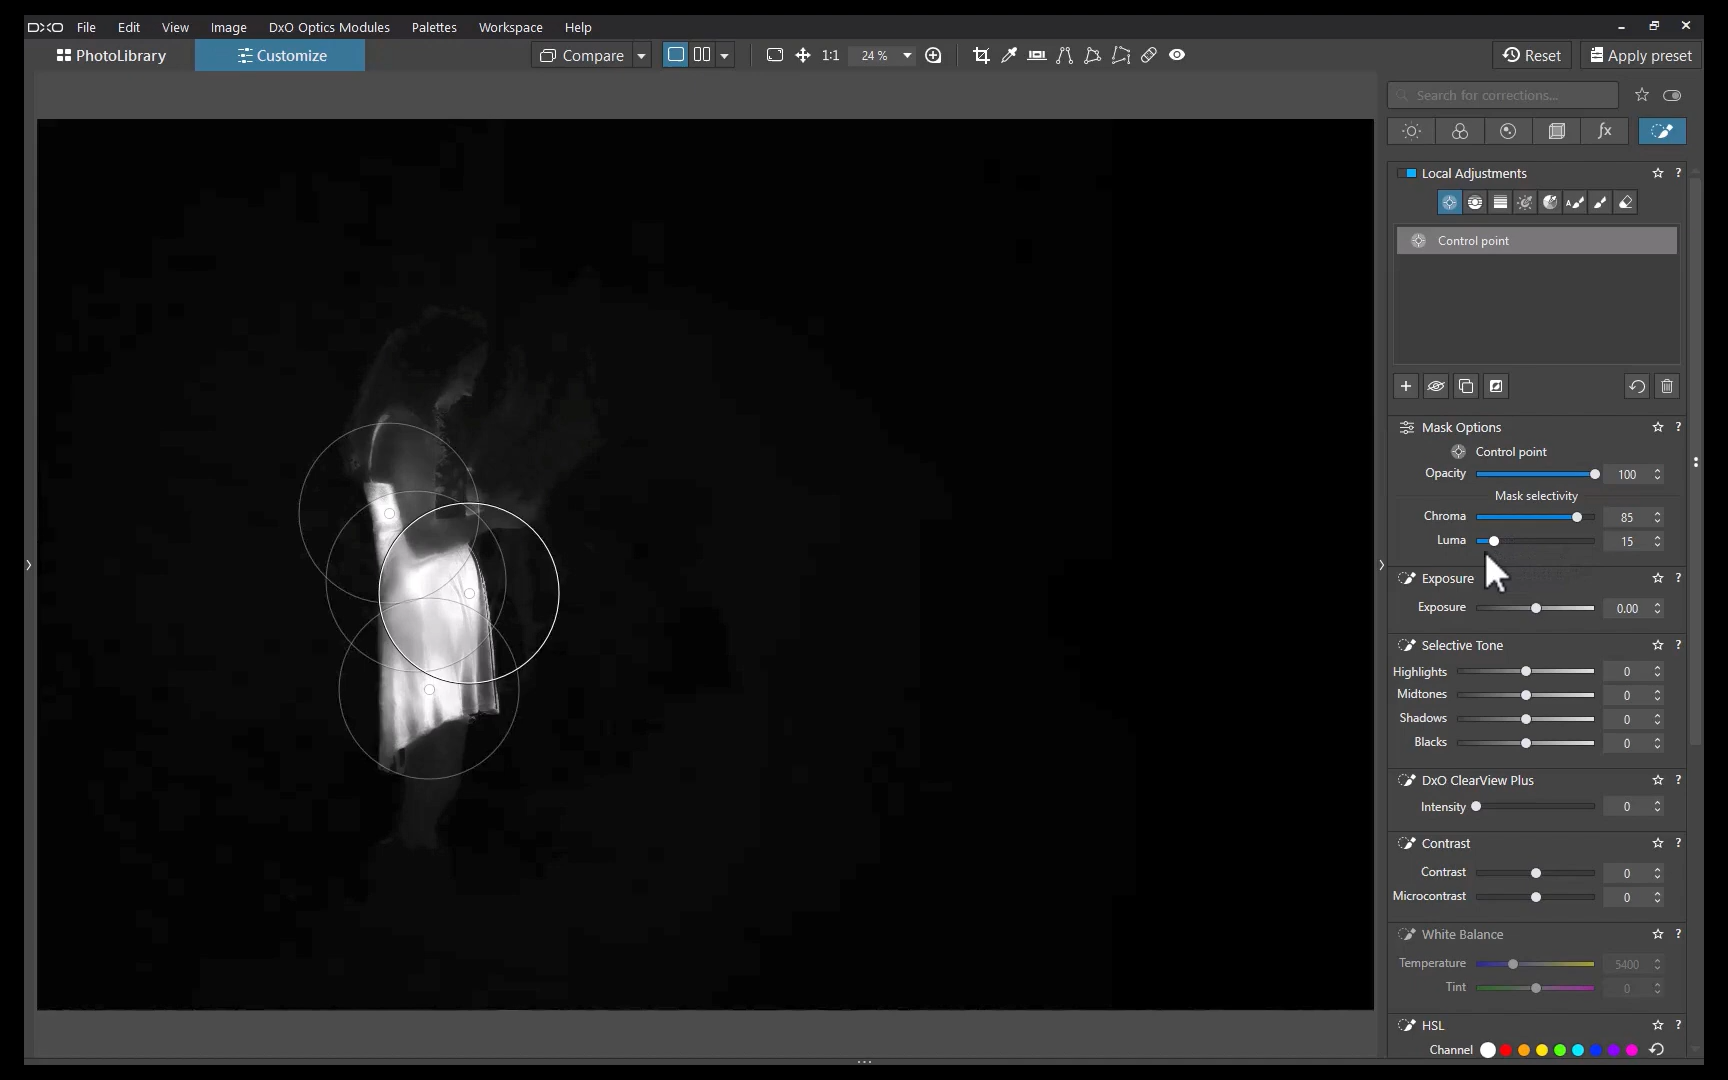 DXO File Edit View Image DxO Optics Modules Palettes Workspace Help
PhotoLibrary Customize Compare 1:1 24 % Reset Apply preset
Search for corrections...
fx
Local Adjustments ?
A
Control point
Mask Options ?
Control point
Opacity 100
Mask selectivity
Chroma 85
Luma 15
Exposure ?
Exposure 0.00
Selective Tone ?
Highlights 0
Midtones 0
Shadows 0
Blacks 0
DxO ClearView Plus ?
Intensity 0
Contrast ?
Contrast 0
Microcontrast 0
White Balance ?
Temperature 5400
Tint 0
HSL ?
Channel